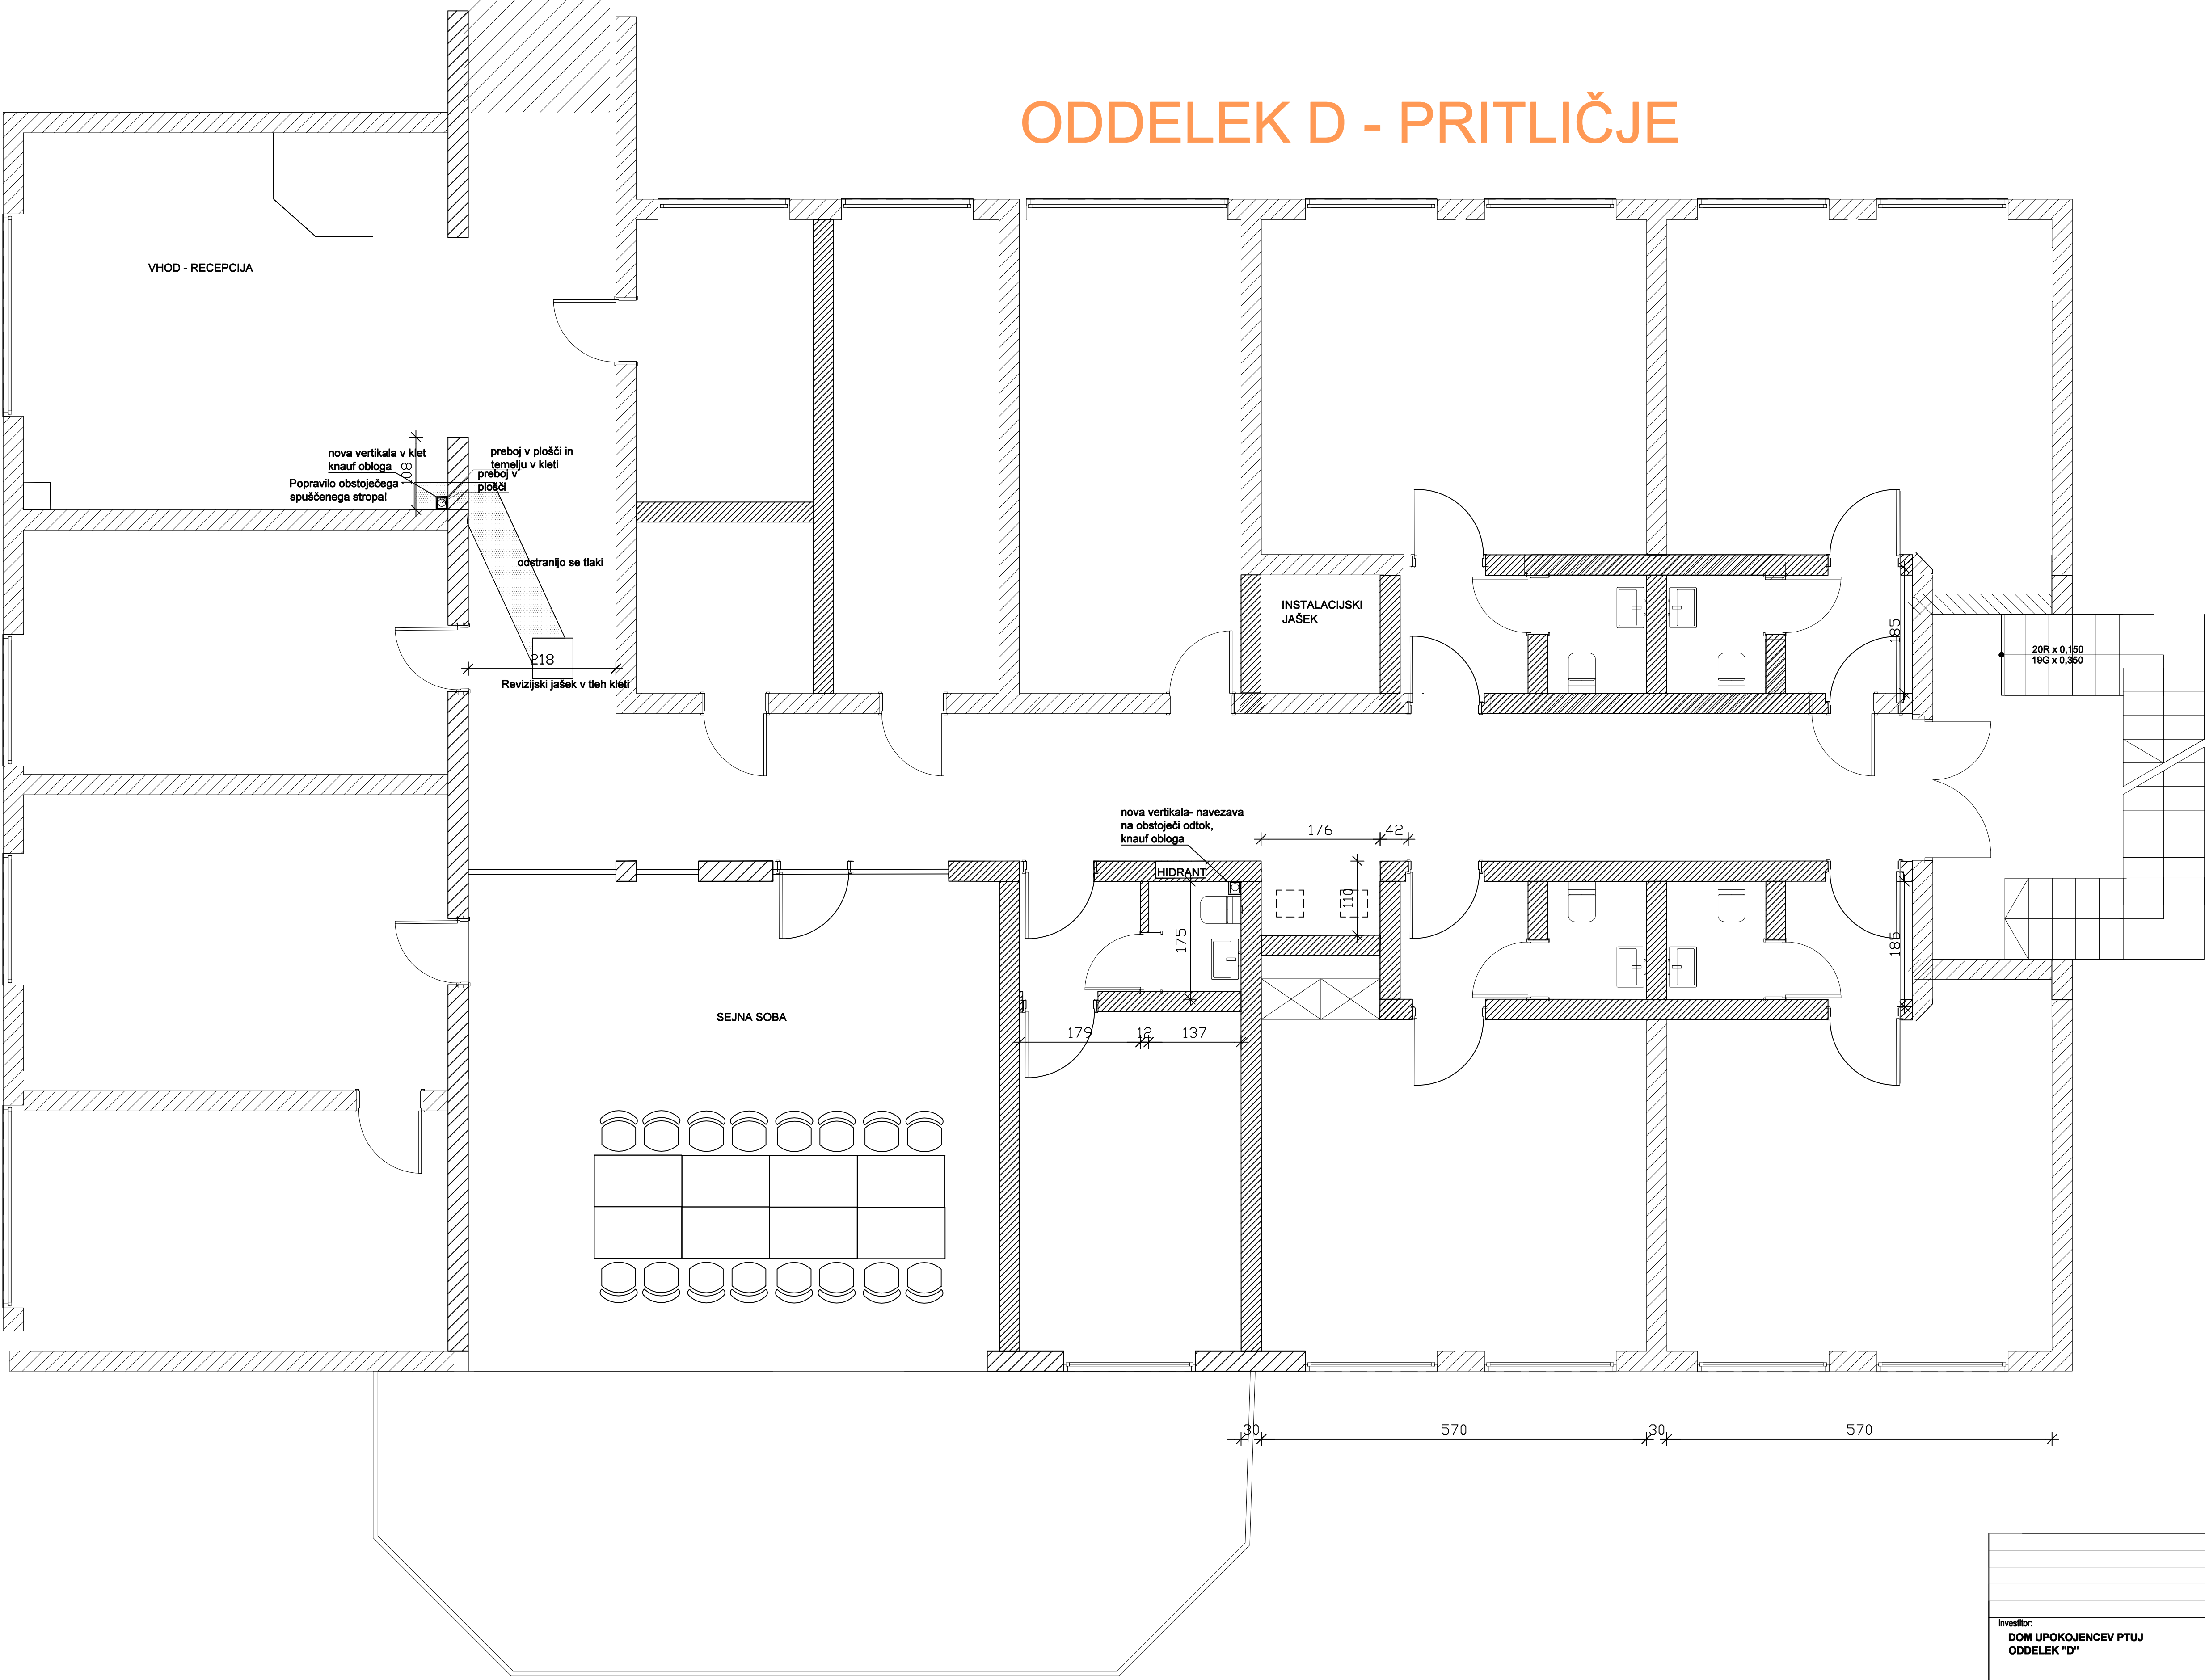 ODDELEK D - PRITLIČJE
VHOD - RECEPCIJA
nova vertikala v klet
knauf obloga
Popravilo obstoječega
spuščenega stropa!
108
preboj v plošči in
temelju v kleti
preboj v
plošči
odstranijo se tlaki
218
Revizijski jašek v tleh kleti
INSTALACIJSKI
JAŠEK
185
20R x 0,150
19G x 0,350
nova vertikala- navezava
na obstoječi odtok,
knauf obloga
176
42
HIDRANT
110
175
185
SEJNA SOBA
179
12
137
30
570
30
570
investitor:
DOM UPOKOJENCEV PTUJ
ODDELEK "D"